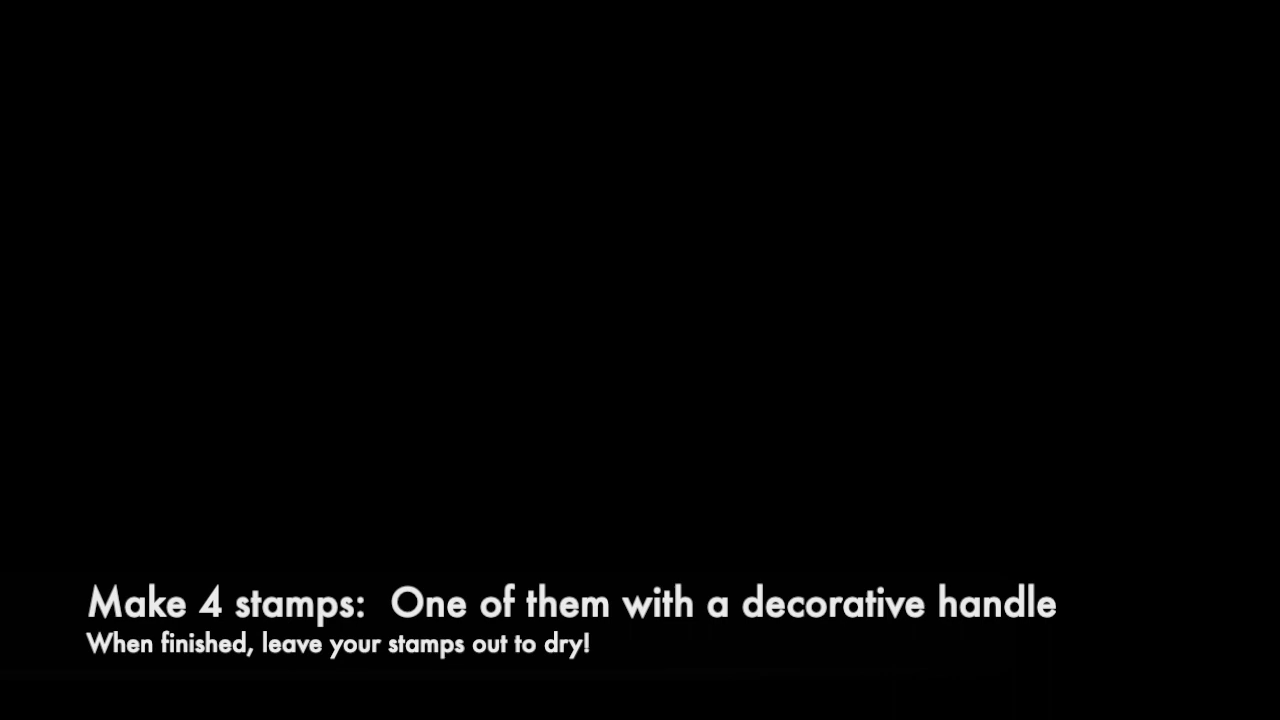 Make 4 stamps:  One of them with a decorative handle
When finished, leave your stamps out to dry!